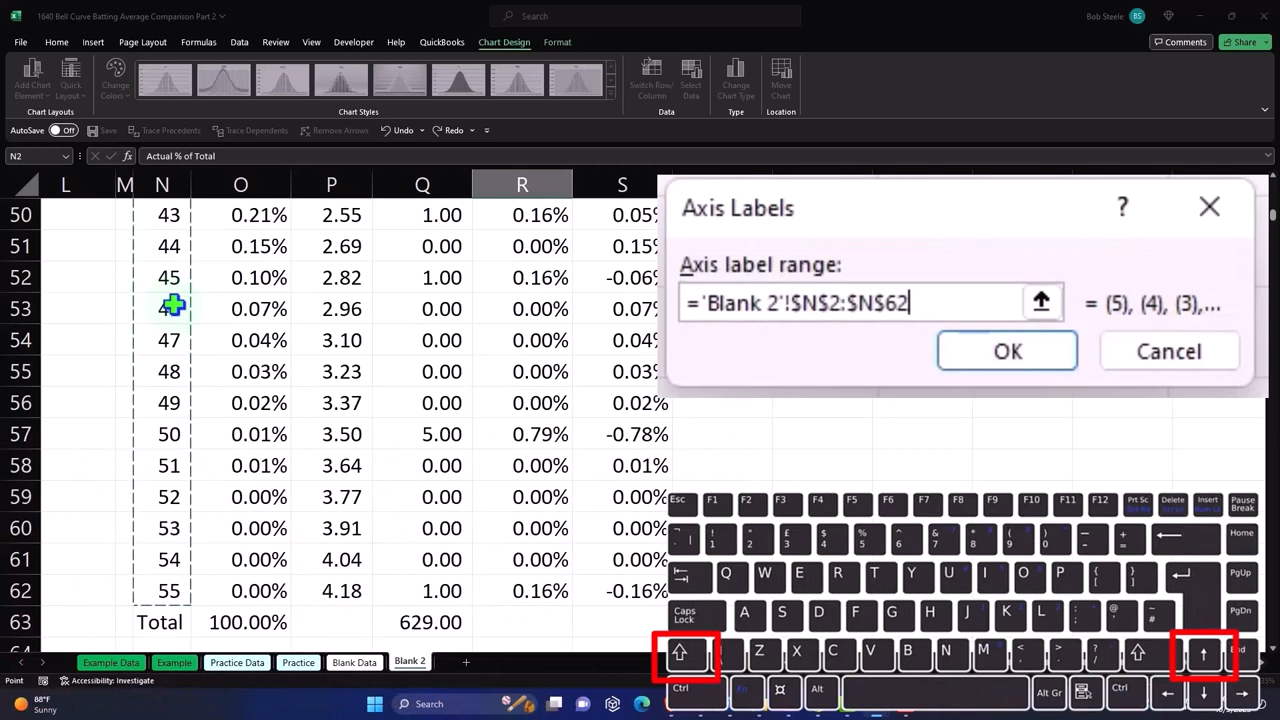 1640 Bell Curve Batting Average Comparison Part 2
Search
Bob Steele BS
File Home Insert Page Layout Formulas Data Review View Developer Help QuickBooks Chart Design Format
Comments Share
Add Chart Element
Quick Layout
Change Colors
Switch Row/ Column
Select Data
Change Chart Type
Move Chart
Chart Layouts Chart Styles Data Type Location
AutoSave Off Save Trace Precedents Trace Dependents Remove Arrows Undo Redo
N2 fx Actual % of Total
L M N O P Q R S
50 43 0.21% 2.55 1.00 0.16% 0.05%
51 44 0.15% 2.69 0.00 0.00% 0.15%
52 45 0.10% 2.82 1.00 0.16% -0.06%
53 0.07% 2.96 0.00 0.00% 0.07%
54 47 0.04% 3.10 0.00 0.00% 0.04%
55 48 0.03% 3.23 0.00 0.00% 0.03%
56 49 0.02% 3.37 0.00 0.00% 0.02%
57 50 0.01% 3.50 5.00 0.79% -0.78%
58 51 0.01% 3.64 0.00 0.00% 0.01%
59 52 0.00% 3.77 0.00 0.00% 0.00%
60 53 0.00% 3.91 0.00 0.00% 0.00%
61 54 0.00% 4.04 0.00 0.00% 0.00%
62 55 0.00% 4.18 1.00 0.16% -0.16%
63 Total 100.00% 629.00
Axis Labels ? X
Axis label range:
='Blank 2'!$N$2:$N$62 = (5), (4), (3),...
OK Cancel
Esc F1 F2 F3 F4 F5 F6 F7 F8 F9 F10 F11 F12 Prt Sc Delete Insert Pause Break
! 1 " 2 £ 3 $ 4 % 5 ^ 6 & 7 * 8 ( 9 ) 0 − + = Home
Q W E R T Y U I O P { [ } ] PgUp
Caps Lock A S D F G H J K L : ; @ ' ~ # PgDn
Z X C V B N M < , > . ? / End
Ctrl Fn Alt Alt Gr Ctrl
Example Data Example Practice Data Practice Blank Data Blank 2
Point Accessibility: Investigate
88°F
Sunny
Search